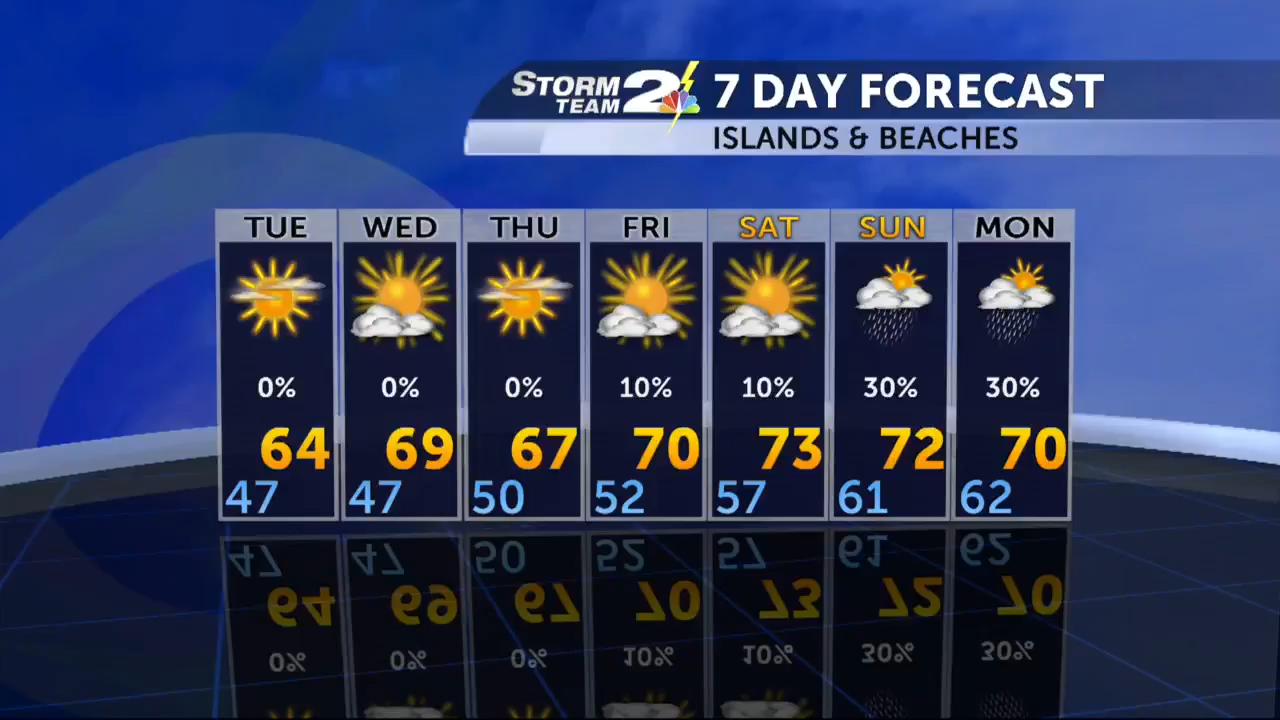 STORM TEAM 2 7 DAY FORECAST
ISLANDS & BEACHES
TUE WED THU FRI SAT SUN MON
0% 0% 0% 10% 10% 30% 30%
64 69 67 70 73 72 70
47 47 50 52 57 61 62